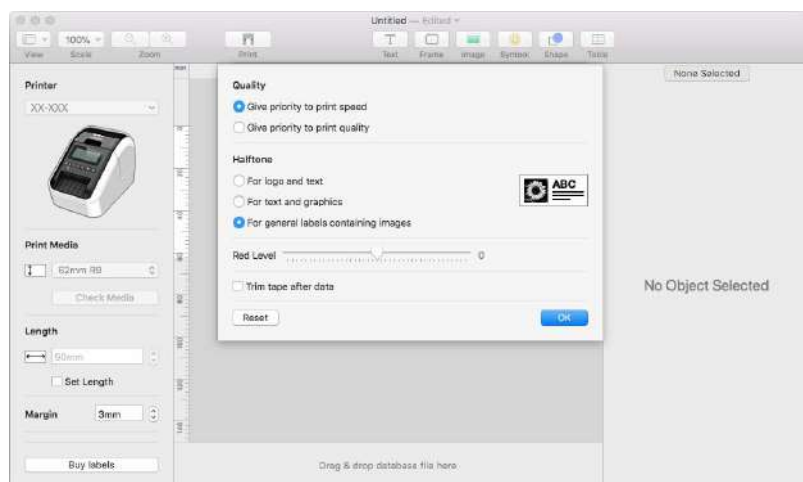 Untitled — Edited
100%
View Scale Zoom Print Text Frame Image Symbol Shape Table
None Selected
Printer
XX-XXX
mm
Quality
Give priority to print speed
Give priority to print quality
Halftone
For logo and text
For text and graphics
For general labels containing images
ABC
Red Level 0
Trim tape after data
Reset OK
Print Media
62mm RB
Check Media
Length
90mm
Set Length
Margin 3mm
Buy labels
No Object Selected
Drag & drop database file here